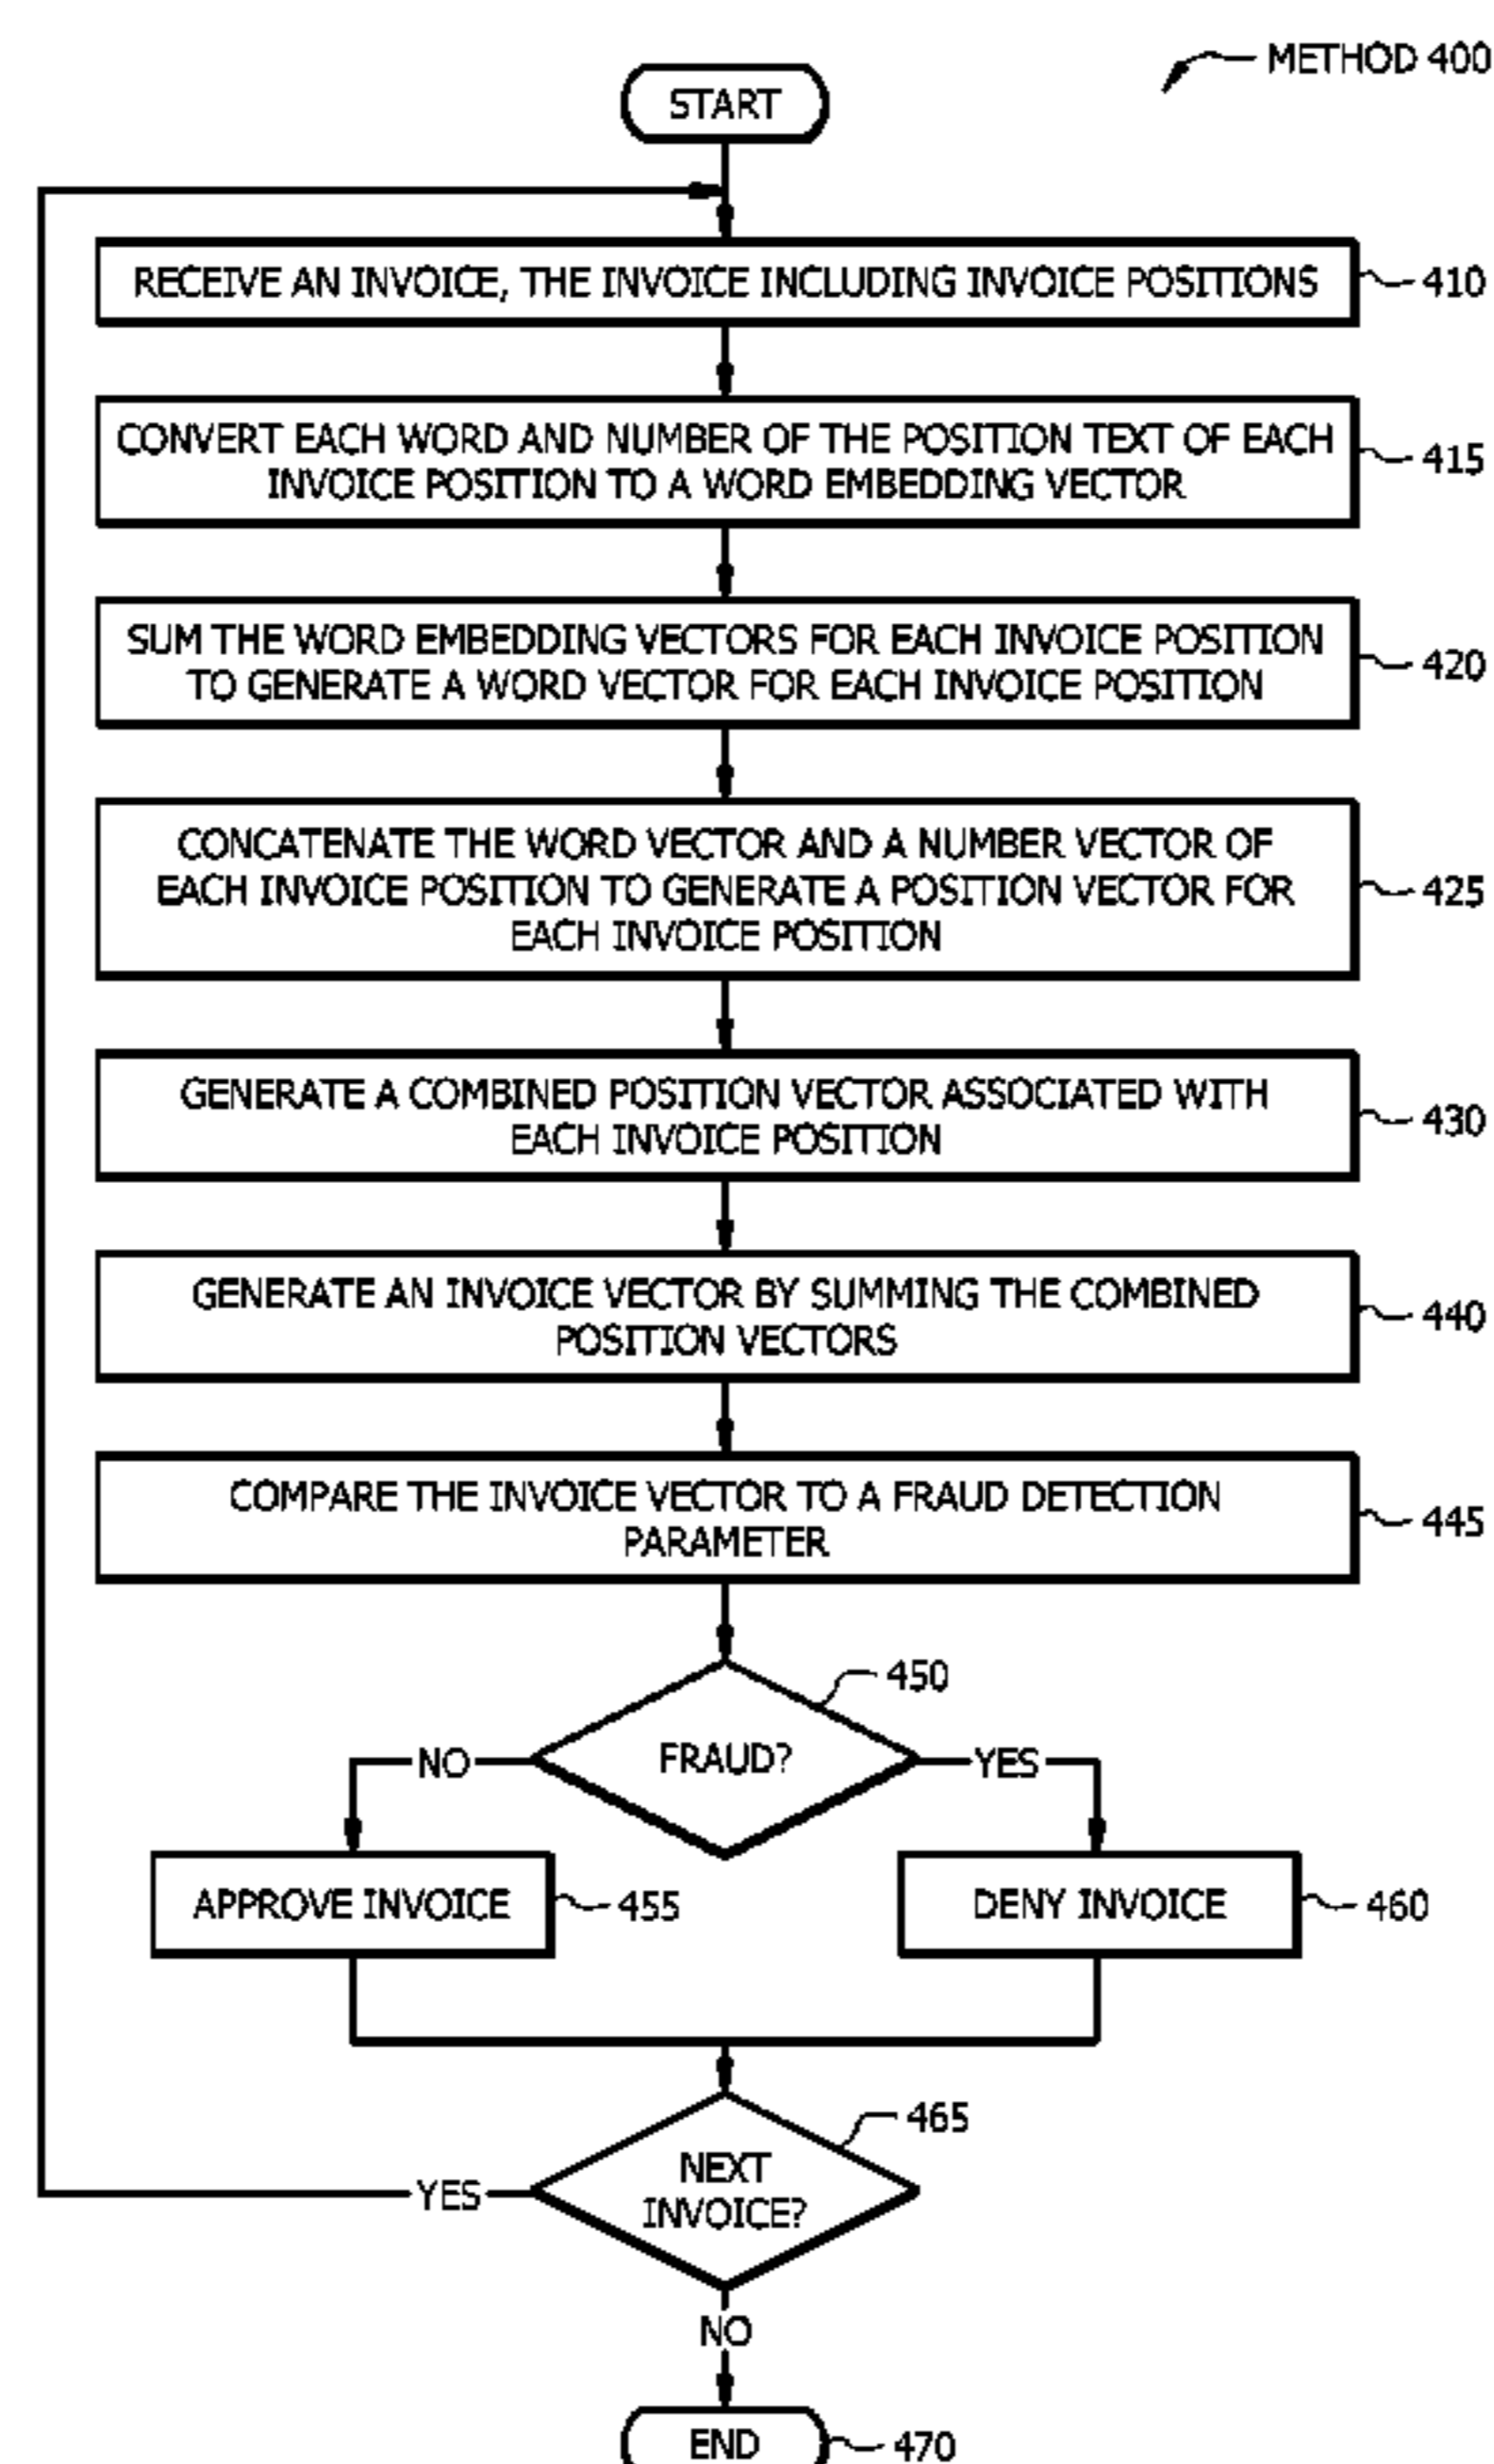 METHOD 400
START
RECEIVE AN INVOICE, THE INVOICE INCLUDING INVOICE POSITIONS
410
CONVERT EACH WORD AND NUMBER OF THE POSITION TEXT OF EACH
INVOICE POSITION TO A WORD EMBEDDING VECTOR
415
SUM THE WORD EMBEDDING VECTORS FOR EACH INVOICE POSITION
TO GENERATE A WORD VECTOR FOR EACH INVOICE POSITION
420
CONCATENATE THE WORD VECTOR AND A NUMBER VECTOR OF
EACH INVOICE POSITION TO GENERATE A POSITION VECTOR FOR
EACH INVOICE POSITION
425
GENERATE A COMBINED POSITION VECTOR ASSOCIATED WITH
EACH INVOICE POSITION
430
GENERATE AN INVOICE VECTOR BY SUMMING THE COMBINED
POSITION VECTORS
440
COMPARE THE INVOICE VECTOR TO A FRAUD DETECTION
PARAMETER
445
450
FRAUD?
NO
YES
APPROVE INVOICE
455
DENY INVOICE
460
465
NEXT
INVOICE?
YES
NO
END
470